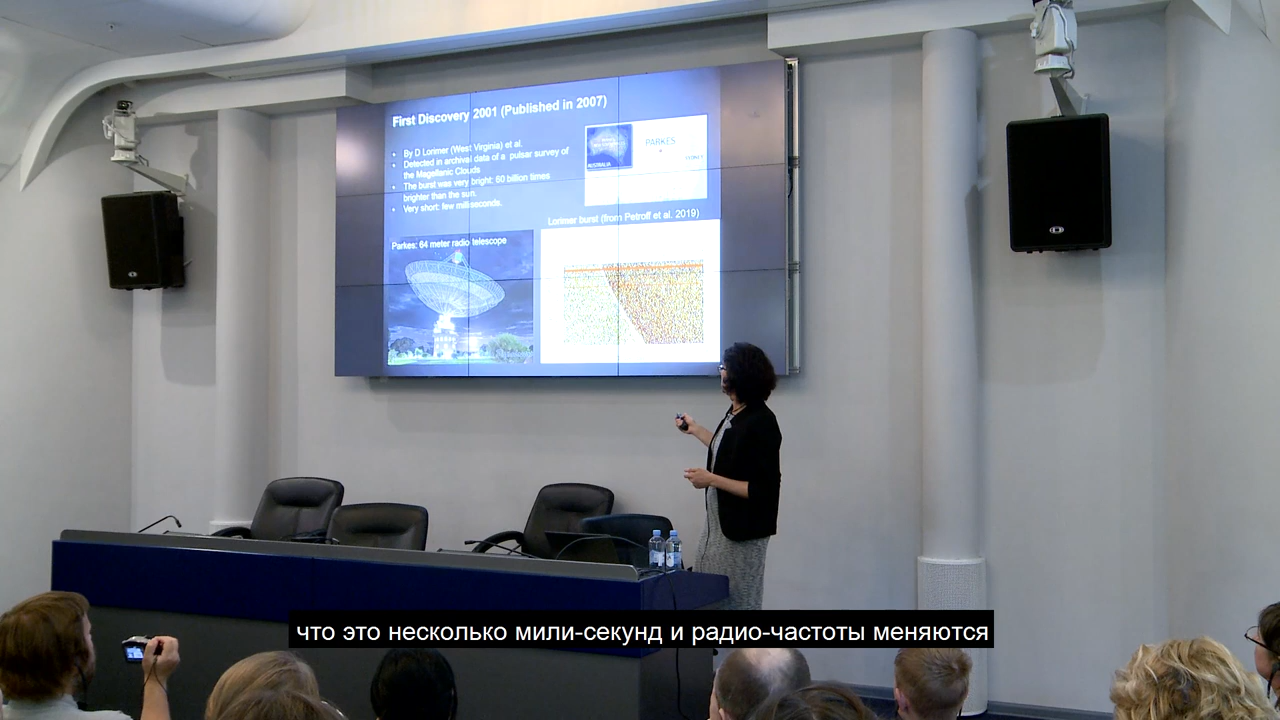 First Discovery 2001 (Published in 2007)
By D Lorimer (West Virginia) et al.
Detected in archival data of a pulsar survey of
the Magellanic Clouds
The burst was very bright: 60 billion times
brighter than the sun.
Very short: few milliseconds.
AUSTRALIA
PARKES
SYDNEY
Lorimer burst (from Petroff et al. 2019)
Parkes: 64 meter radio telescope
что это несколько мили-секунд и радио-частоты меняются